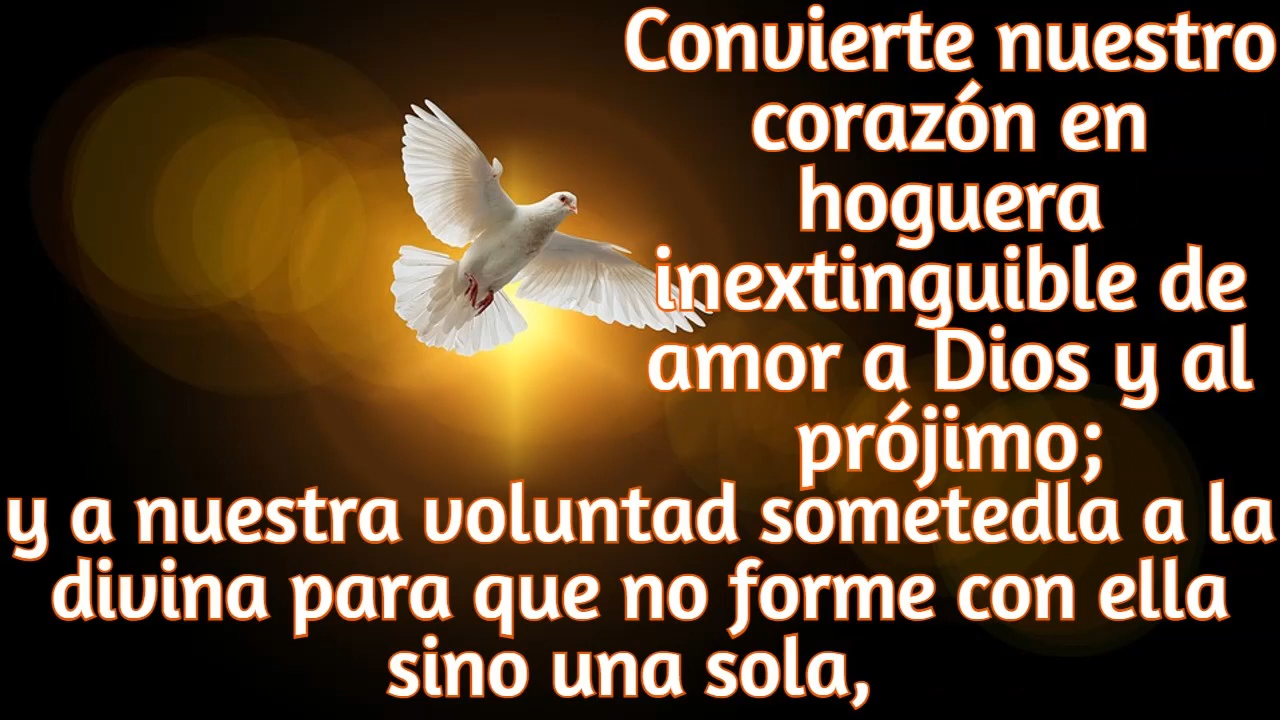 Convierte nuestro
corazón en
hoguera
inextinguible de
amor a Dios y al
prójimo;
y a nuestra voluntad sometedla a la
divina para que no forme con ella
sino una sola,